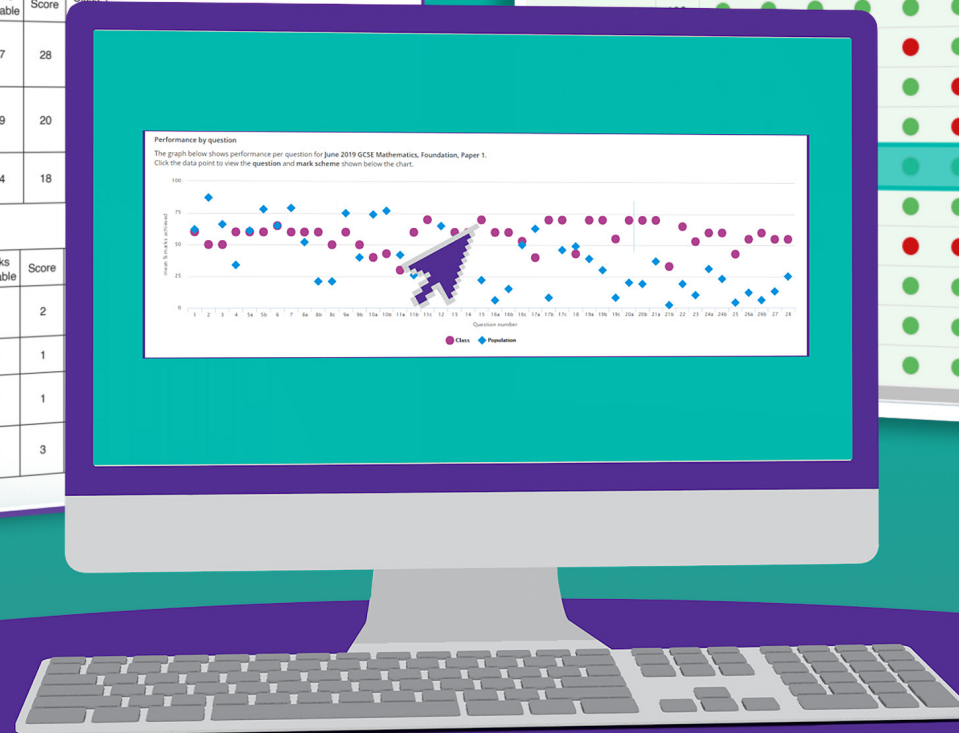 able
Score
7
28
9
20
4
18
ks
ble
Score
2
1
1
3
Performance by question
The graph below shows performance per question for June 2019 GCSE Mathematics, Foundation, Paper 1.
Click the data point to view the question and mark scheme shown below the chart.
mean % marks achieved
100
75
50
25
0
1 2 3 4 5a 5b 6 7 8a 8b 8c 9a 9b 10a 10b 11a 11b 11c 12 13 14 15 16a 16b 16c 17a 17b 17c 18 19a 19b 19c 20a 20b 21a 21b 22 23 24a 24b 25 26a 26b 27 28
Question number
Class Population